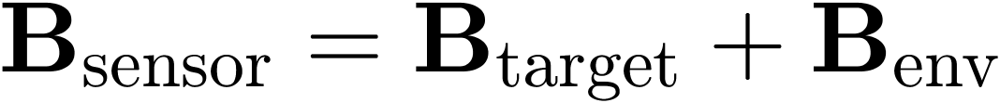 𝐁_sensor = 𝐁_target + 𝐁_env